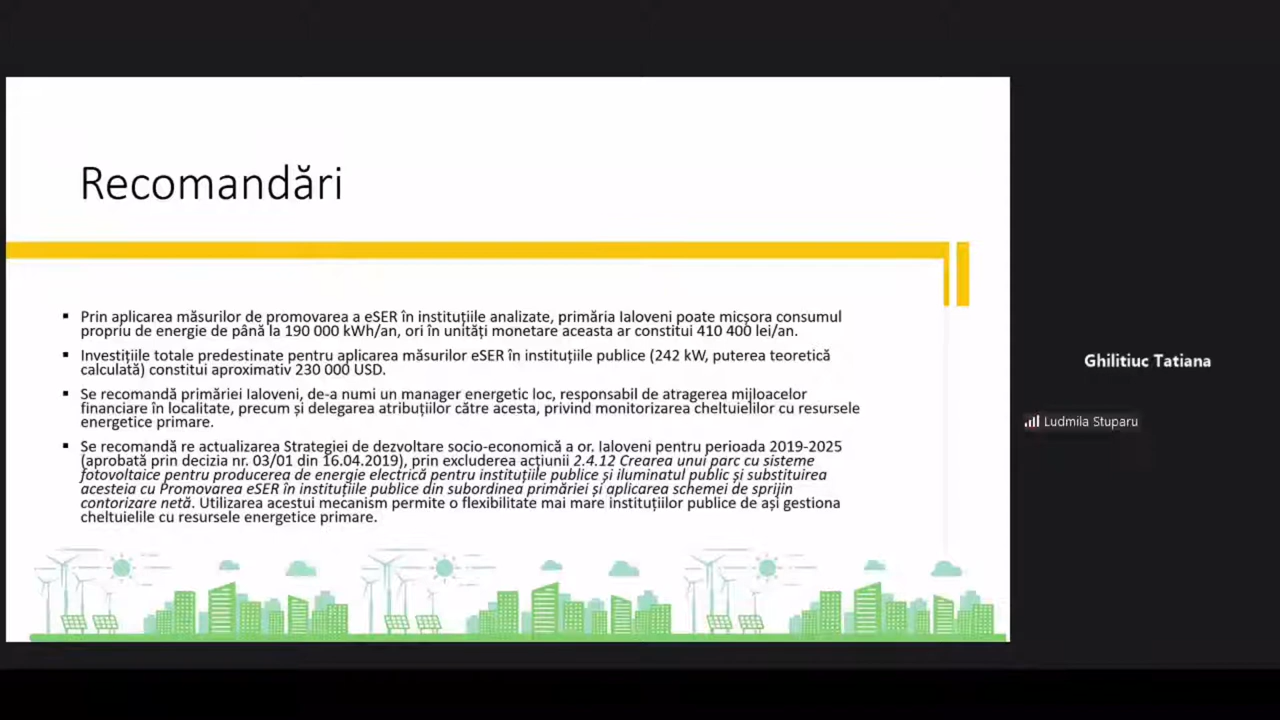 Recomandări
▪ Prin aplicarea măsurilor de promovarea a eSER în instituțiile analizate, primăria Ialoveni poate micșora consumul
propriu de energie de până la 190 000 kWh/an, ori în unități monetare aceasta ar constitui 410 400 lei/an.
▪ Investițiile totale predestinate pentru aplicarea măsurilor eSER în instituțiile publice (242 kW, puterea teoretică
calculată) constitui aproximativ 230 000 USD.
▪ Se recomandă primăriei Ialoveni, de-a numi un manager energetic loc, responsabil de atragerea mijloacelor
financiare în localitate, precum și delegarea atribuțiilor către acesta, privind monitorizarea cheltuielilor cu resursele
energetice primare.
▪ Se recomandă re actualizarea Strategiei de dezvoltare socio-economică a or. Ialoveni pentru perioada 2019-2025
(aprobată prin decizia nr. 03/01 din 16.04.2019), prin excluderea acțiunii 2.4.12 Crearea unui parc cu sisteme
fotovoltaice pentru producerea de energie electrică pentru instituțiile publice și iluminatul public și substituirea
acesteia cu Promovarea eSER în instituțiile publice din subordinea primăriei și aplicarea schemei de sprijin
contorizare netă. Utilizarea acestui mecanism permite o flexibilitate mai mare instituțiilor publice de ași gestiona
cheltuielile cu resursele energetice primare.
Ghilitiuc Tatiana
Ludmila Stuparu